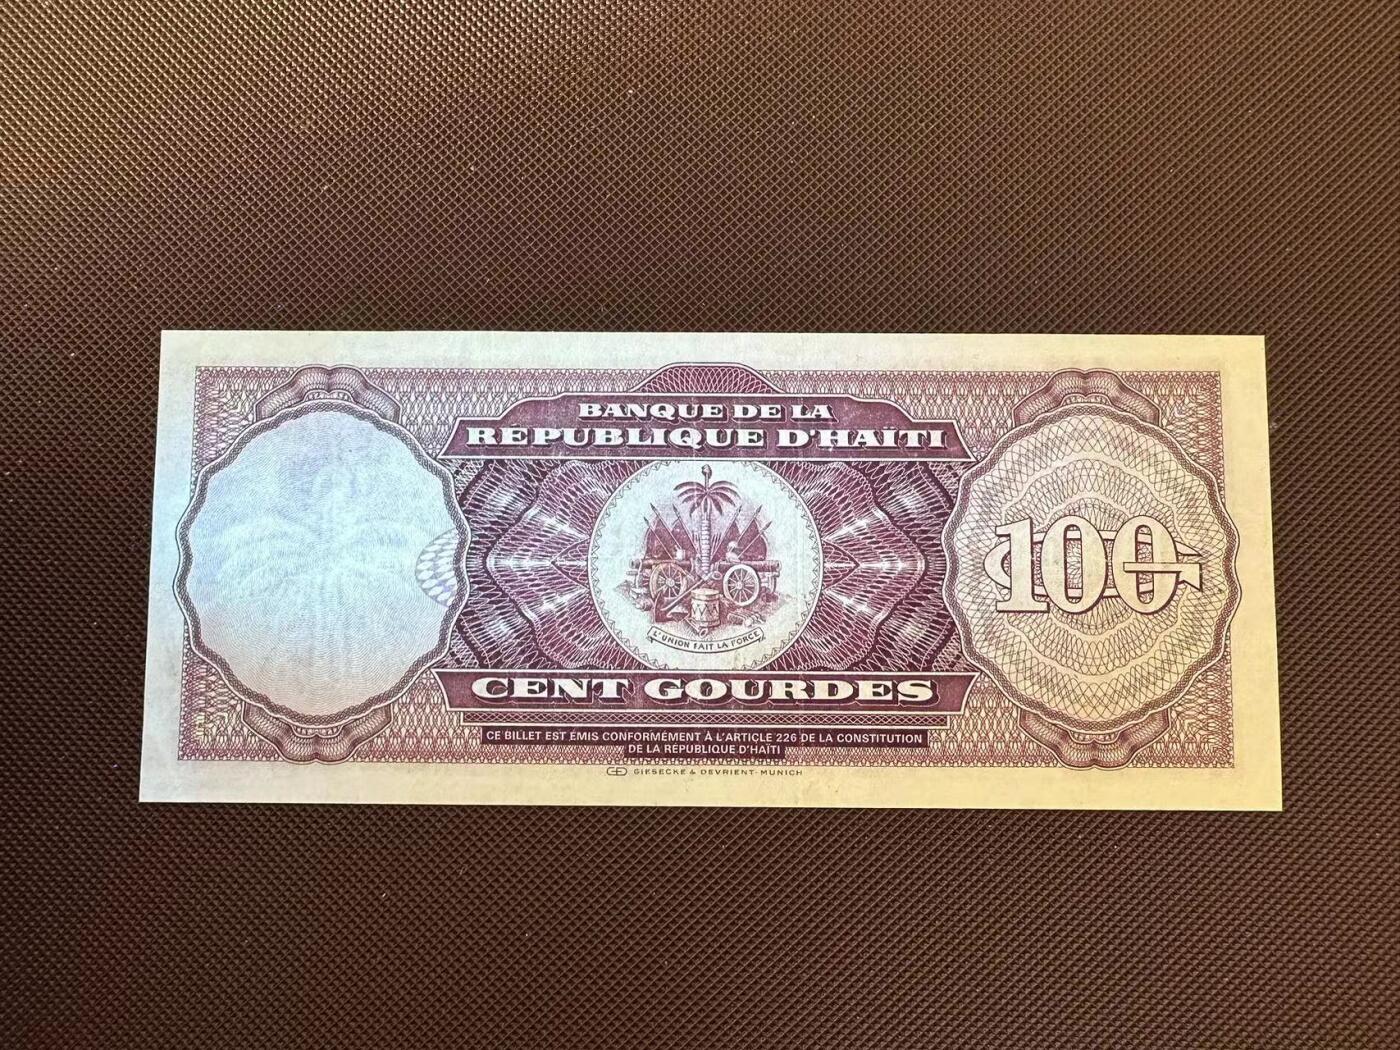 BANQUE DE LA
RÉPUBLIQUE D'HAÏTI
100
L'UNION FAIT LA FORCE
CENT GOURDES
CE BILLET EST ÉMIS CONFORMÉMENT À L'ARTICLE 226 DE LA CONSTITUTION
DE LA RÉPUBLIQUE D'HAÏTI
GIESECKE & DEVRIENT-MUNICH